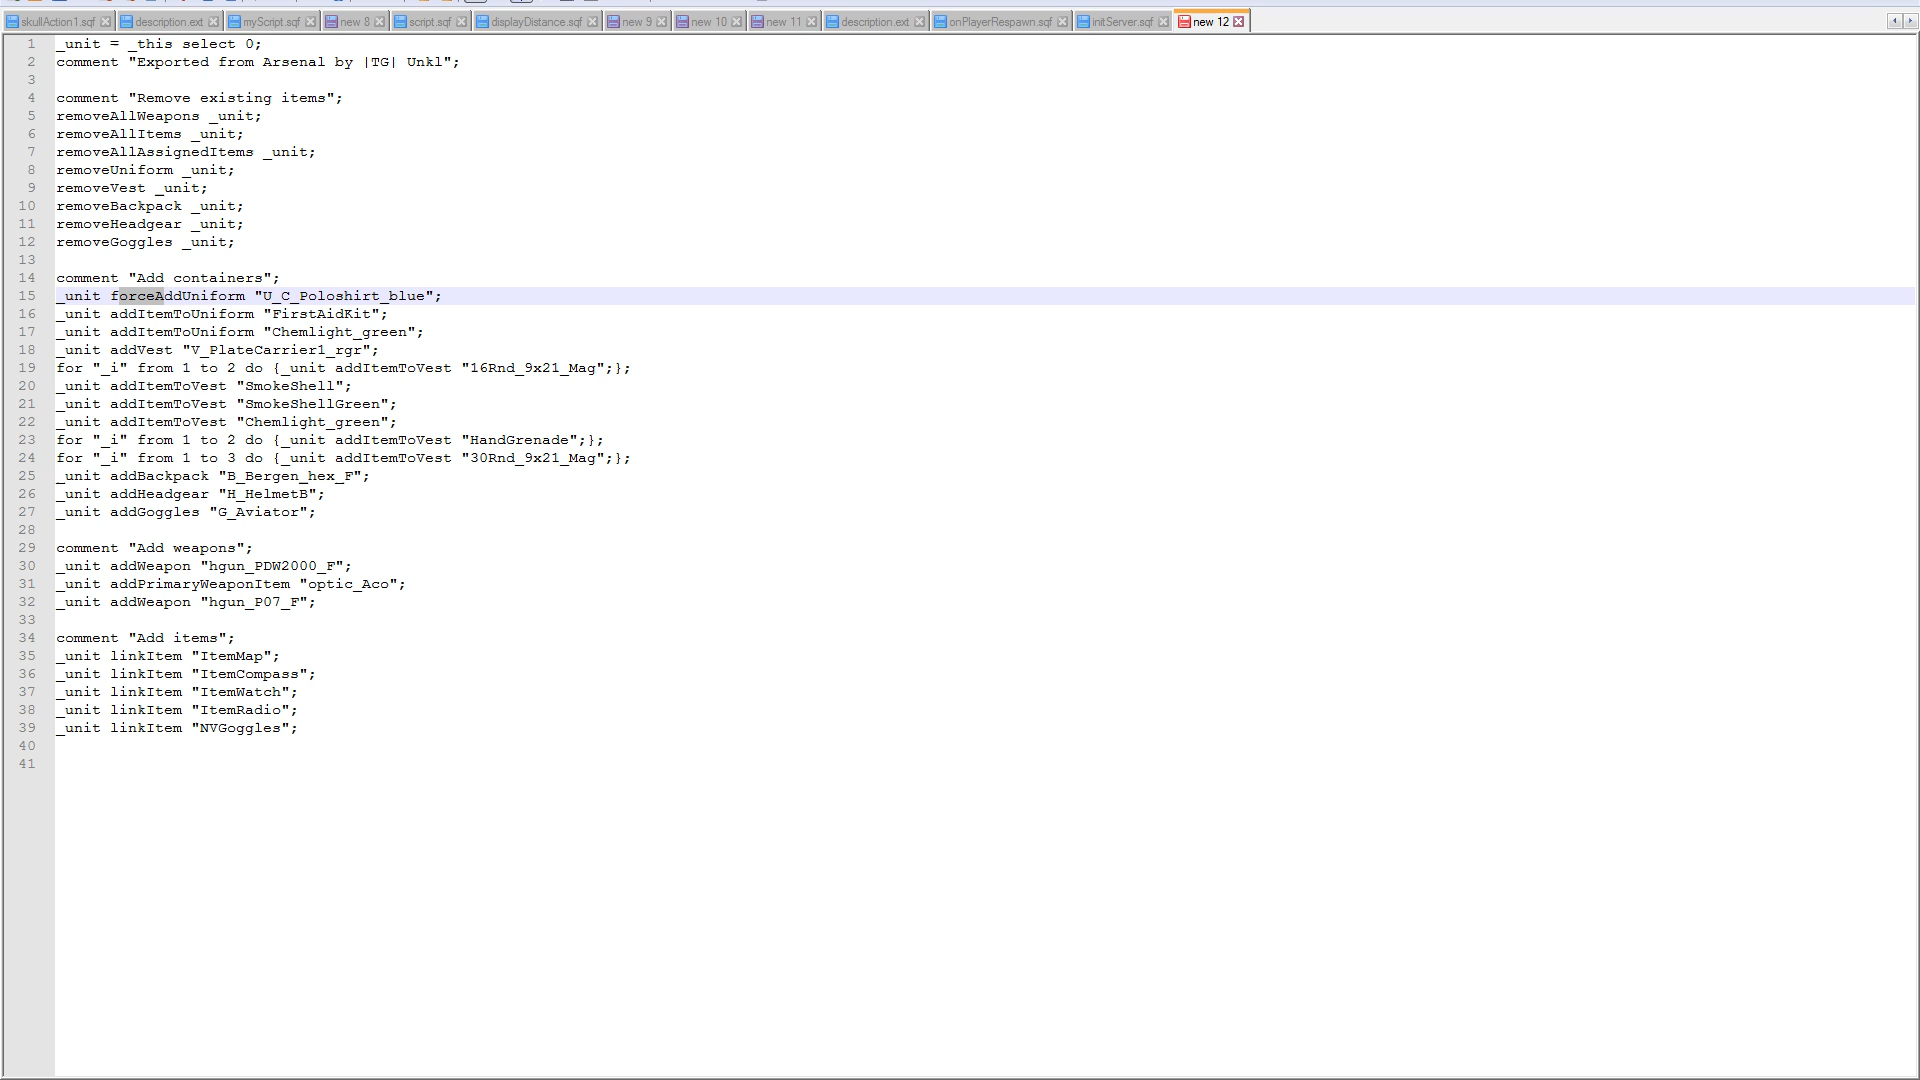 skullAction1.sqf description.ext myScript.sqf new 8 script.sqf displayDistance.sqf new 9 new 10 new 11 description.ext onPlayerRespawn.sqf initServer.sqf new 12
1 _unit = _this select 0;
2 comment "Exported from Arsenal by |TG| Unkl";
3
4 comment "Remove existing items";
5 removeAllWeapons _unit;
6 removeAllItems _unit;
7 removeAllAssignedItems _unit;
8 removeUniform _unit;
9 removeVest _unit;
10 removeBackpack _unit;
11 removeHeadgear _unit;
12 removeGoggles _unit;
13
14 comment "Add containers";
15 _unit forceAddUniform "U_C_Poloshirt_blue";
16 _unit addItemToUniform "FirstAidKit";
17 _unit addItemToUniform "Chemlight_green";
18 _unit addVest "V_PlateCarrier1_rgr";
19 for "_i" from 1 to 2 do {_unit addItemToVest "16Rnd_9x21_Mag";};
20 _unit addItemToVest "SmokeShell";
21 _unit addItemToVest "SmokeShellGreen";
22 _unit addItemToVest "Chemlight_green";
23 for "_i" from 1 to 2 do {_unit addItemToVest "HandGrenade";};
24 for "_i" from 1 to 3 do {_unit addItemToVest "30Rnd_9x21_Mag";};
25 _unit addBackpack "B_Bergen_hex_F";
26 _unit addHeadgear "H_HelmetB";
27 _unit addGoggles "G_Aviator";
28
29 comment "Add weapons";
30 _unit addWeapon "hgun_PDW2000_F";
31 _unit addPrimaryWeaponItem "optic_Aco";
32 _unit addWeapon "hgun_P07_F";
33
34 comment "Add items";
35 _unit linkItem "ItemMap";
36 _unit linkItem "ItemCompass";
37 _unit linkItem "ItemWatch";
38 _unit linkItem "ItemRadio";
39 _unit linkItem "NVGoggles";
40
41